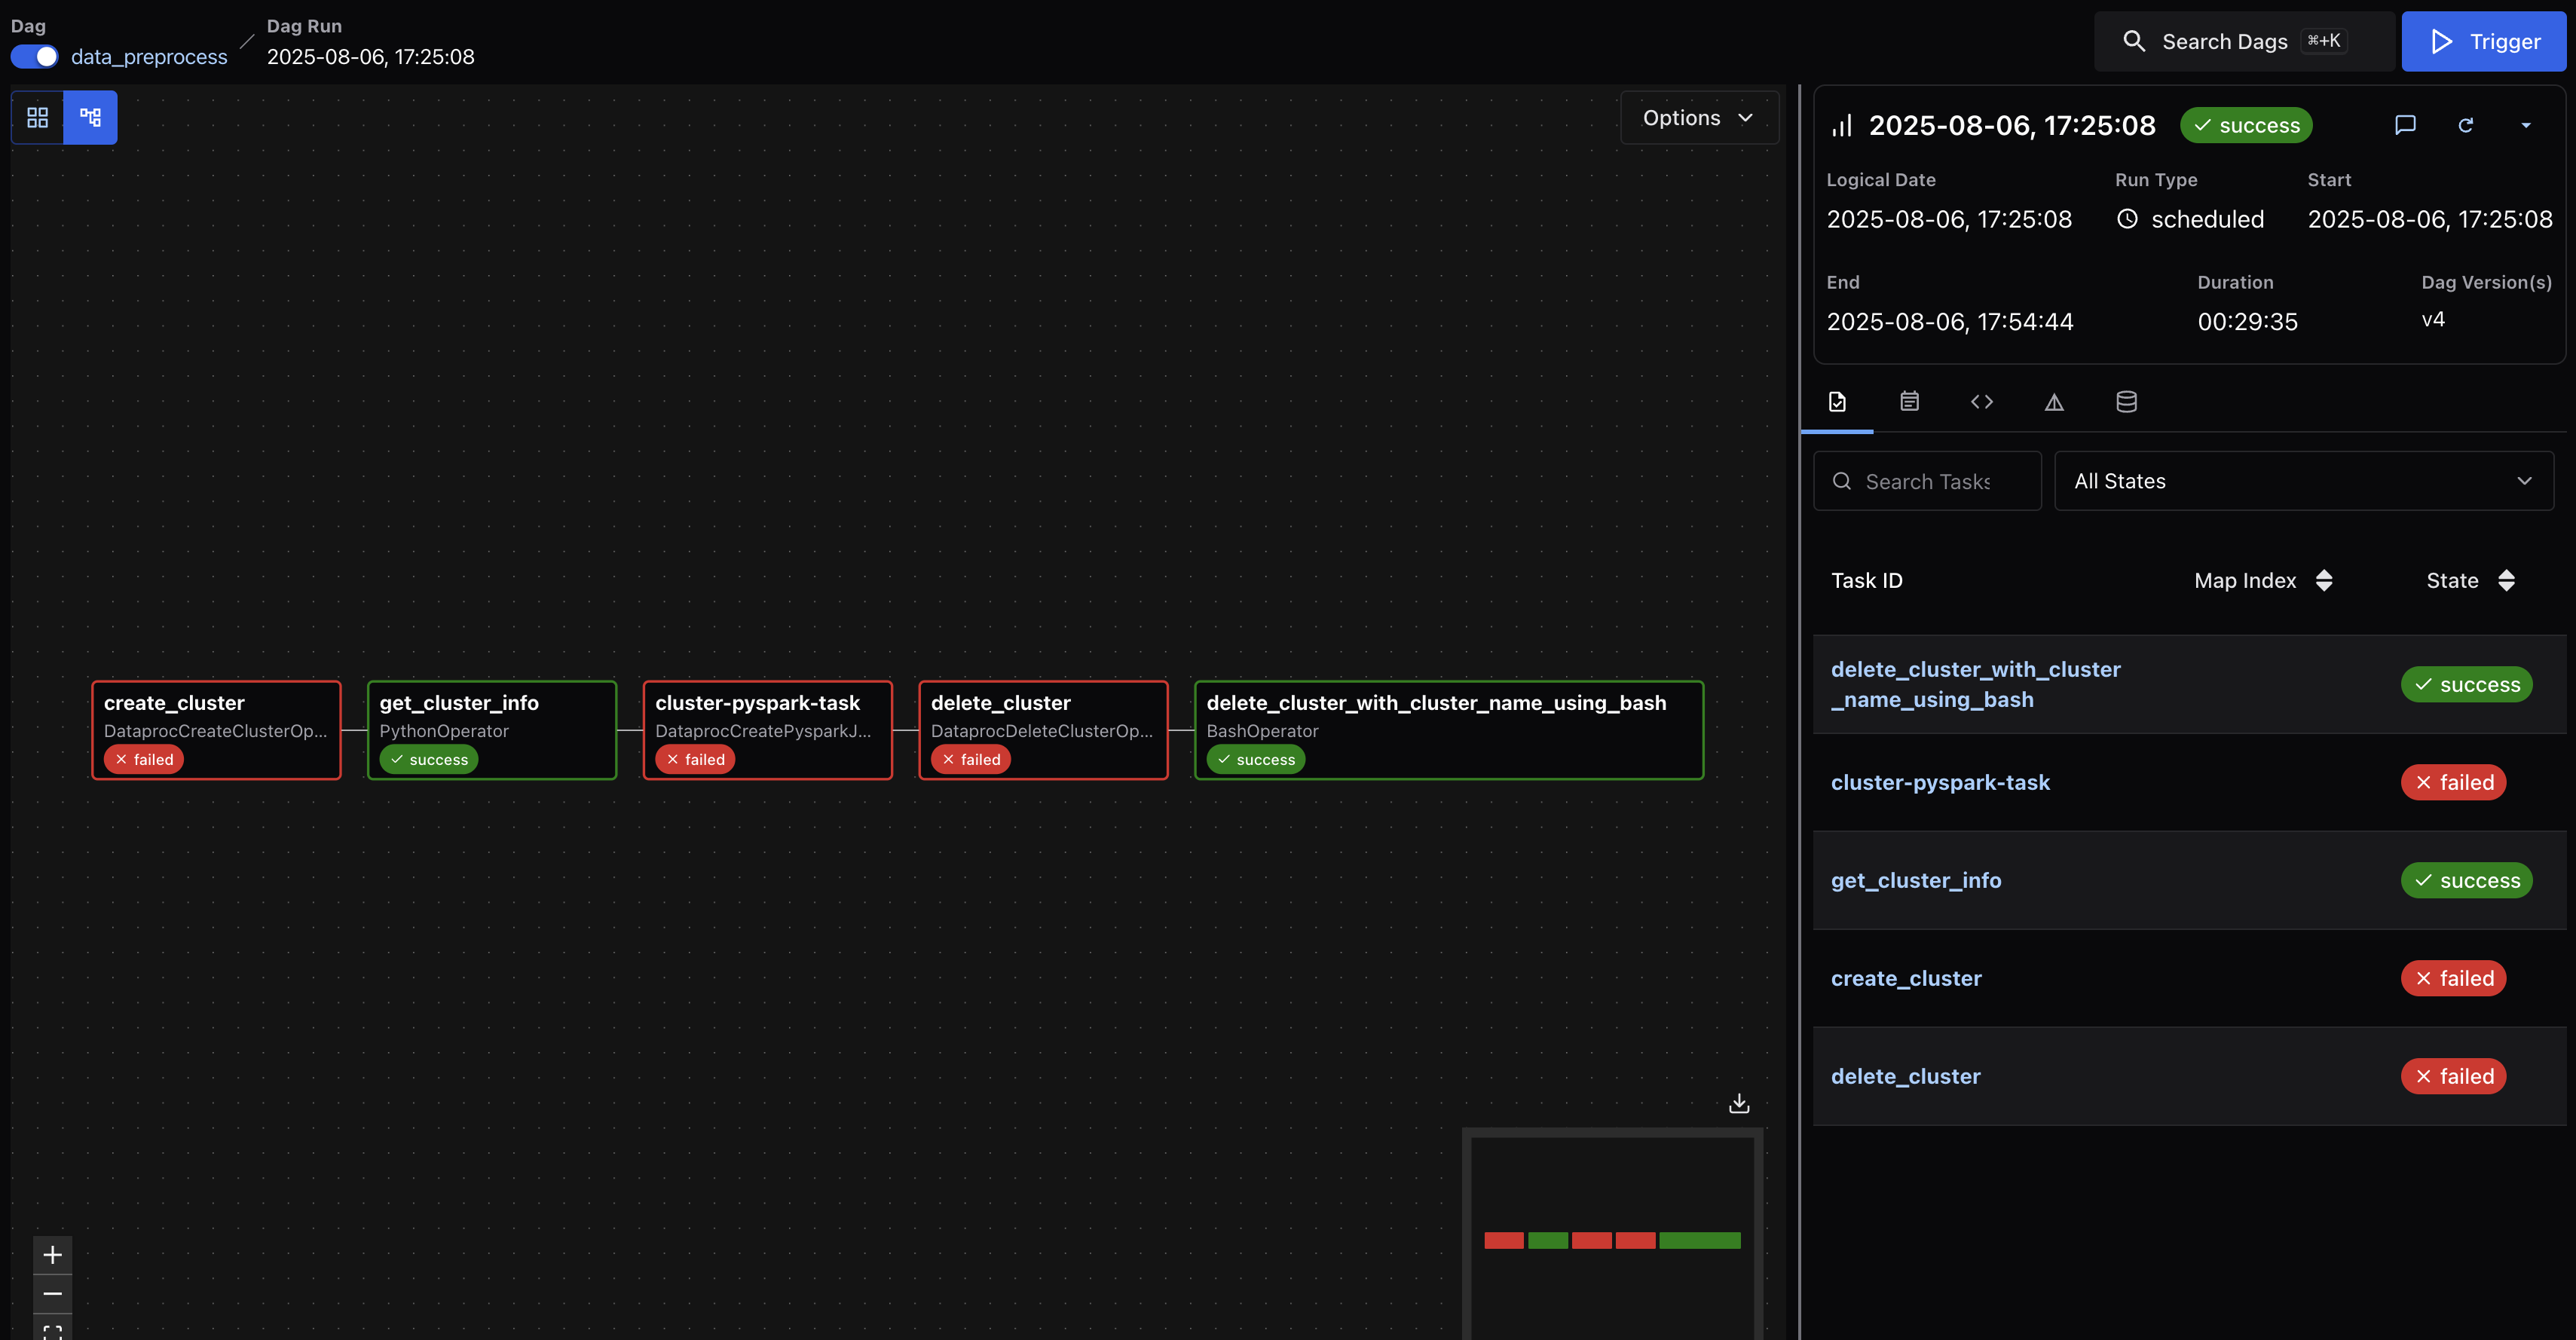 Dag
data_preprocess
Dag Run
2025-08-06, 17:25:08
Search Dags ⌘+K
Trigger
Options
create_cluster
DataprocCreateClusterOp...
failed
get_cluster_info
PythonOperator
success
cluster-pyspark-task
DataprocCreatePysparkJ...
failed
delete_cluster
DataprocDeleteClusterOp...
failed
delete_cluster_with_cluster_name_using_bash
BashOperator
success
2025-08-06, 17:25:08 success
Logical Date Run Type Start
2025-08-06, 17:25:08 scheduled 2025-08-06, 17:25:08
End Duration Dag Version(s)
2025-08-06, 17:54:44 00:29:35 v4
Search Tasks All States
Task ID Map Index State
delete_cluster_with_cluster
_name_using_bash success
cluster-pyspark-task failed
get_cluster_info success
create_cluster failed
delete_cluster failed